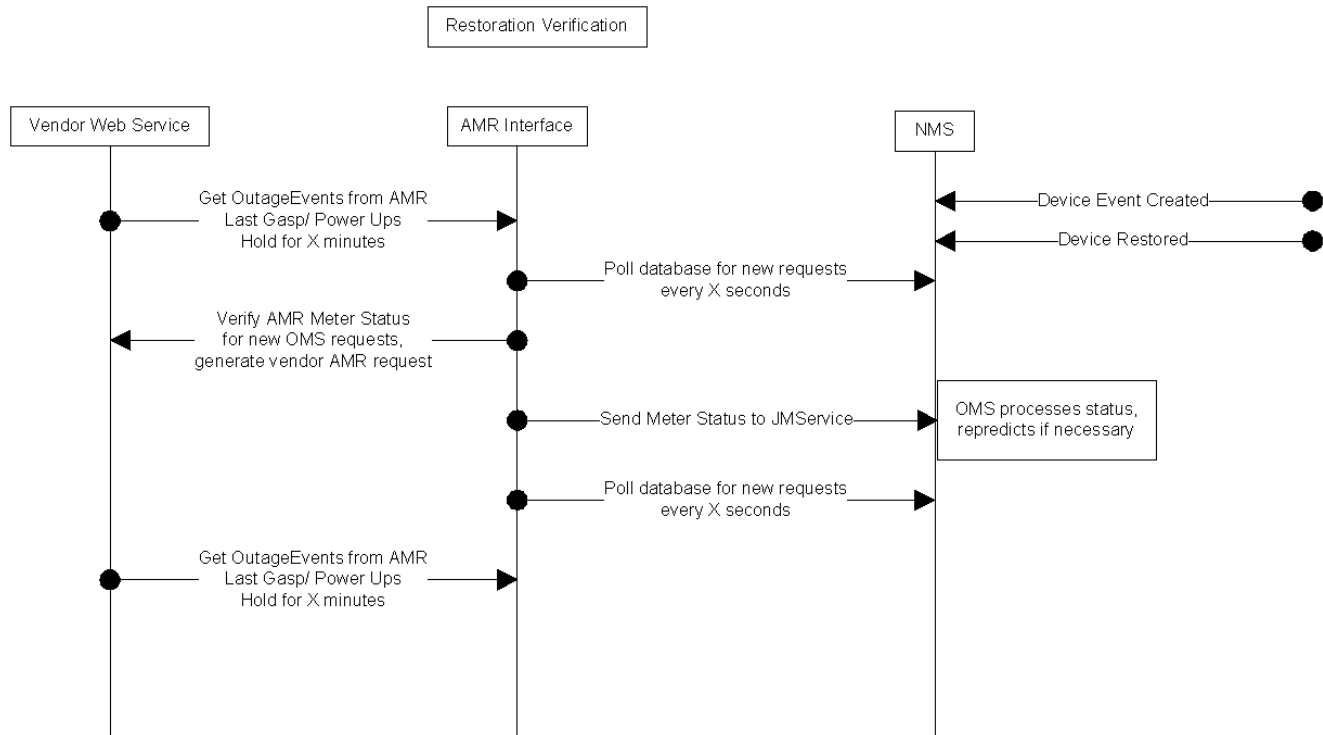 Restoration Verification
Vendor Web Service
AMR Interface
NMS
Get OutageEvents from AMR
Last Gasp/ Power Ups
Hold for X minutes
Device Event Created
Device Restored
Poll database for new requests
every X seconds
Verify AMR Meter Status
for new OMS requests,
generate vendor AMR request
Send Meter Status to JMService
OMS processes status,
repredicts if necessary
Poll database for new requests
every X seconds
Get OutageEvents from AMR
Last Gasp/ Power Ups
Hold for X minutes